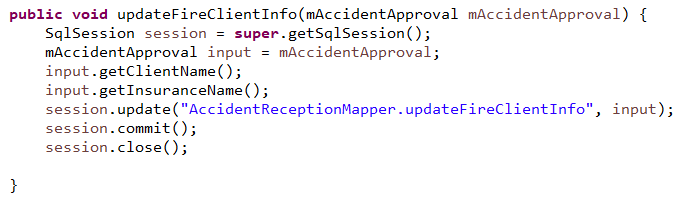 public void updateFireClientInfo(mAccidentApproval mAccidentApproval) {
    SqlSession session = super.getSqlSession();
    mAccidentApproval input = mAccidentApproval;
    input.getClientName();
    input.getInsuranceName();
    session.update("AccidentReceptionMapper.updateFireClientInfo", input);
    session.commit();
    session.close();

}